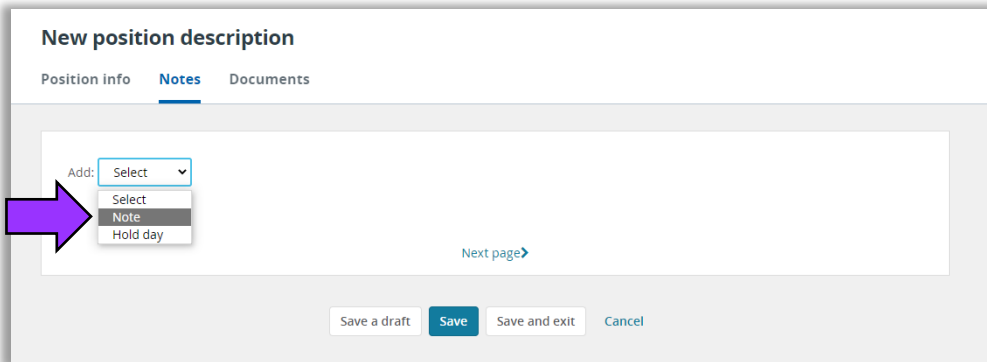 New position description
Position info Notes Documents
Add: Select
Select
Note
Hold day
Next page
Save a draft Save Save and exit Cancel